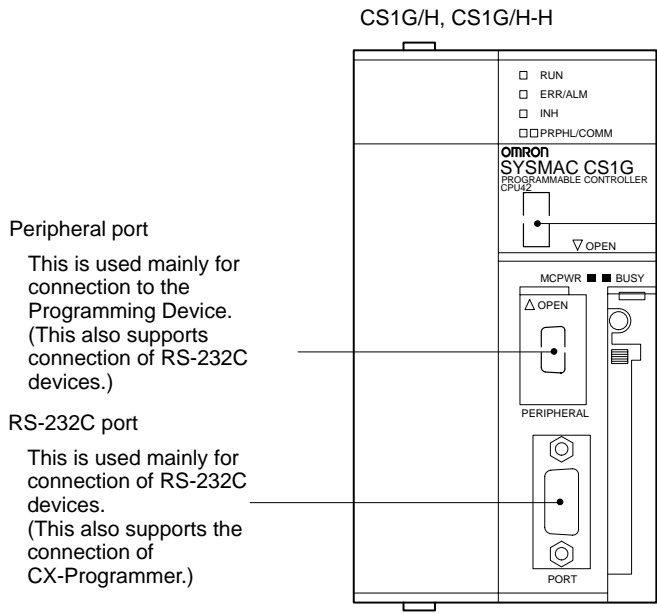 CS1G/H, CS1G/H-H
RUN
ERR/ALM
INH
PRPHL/COMM
OMRON
SYSMAC CS1G
PROGRAMMABLE CONTROLLER
CPU42
OPEN
MCPWR BUSY
OPEN
PERIPHERAL
PORT
Peripheral port
This is used mainly for
connection to the
Programming Device.
(This also supports
connection of RS-232C
devices.)
RS-232C port
This is used mainly for
connection of RS-232C
devices.
(This also supports the
connection of
CX-Programmer.)